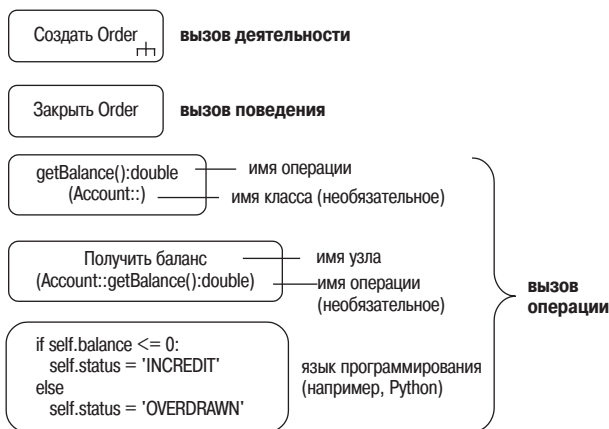 Создать Order
вызов деятельности
Закрыть Order
вызов поведения
getBalance():double
(Account::)
имя операции
имя класса (необязательное)
Получить баланс
(Account::getBalance():double)
имя узла
имя операции
(необязательное)
if self.balance <= 0:
self.status = 'INCREDIT'
else
self.status = 'OVERDRAWN'
язык программирования
(например, Python)
вызов
операции